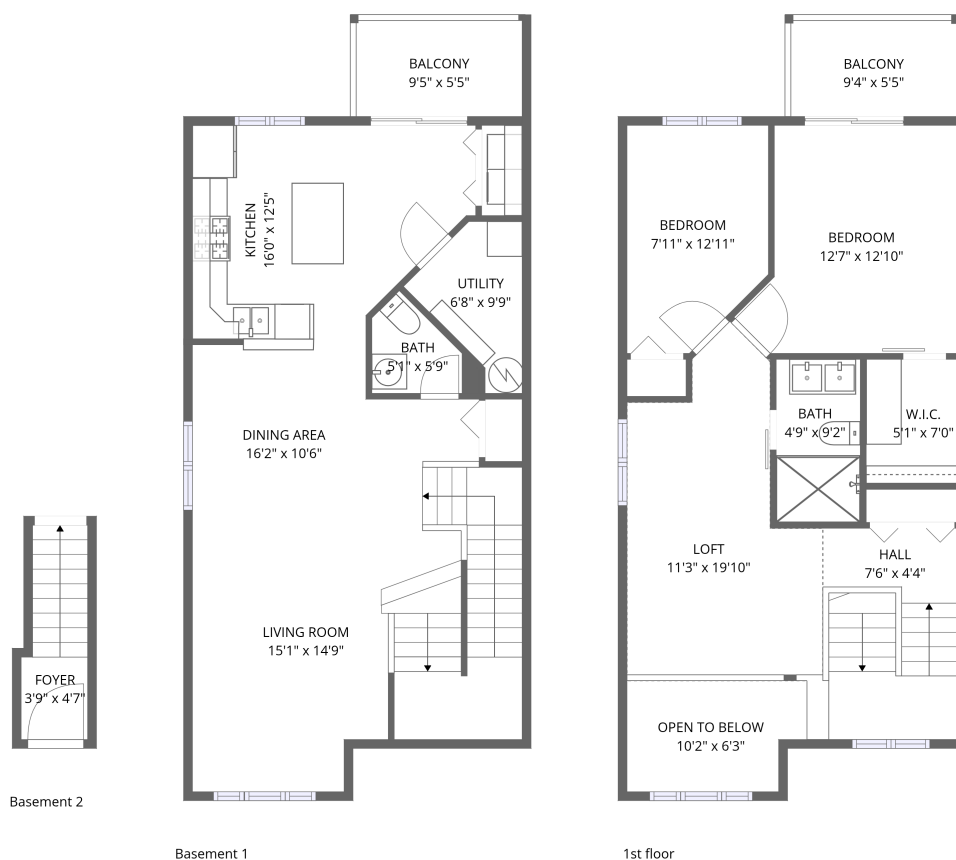 BALCONY
9'5" x 5'5"
KITCHEN
16'0" x 12'5"
UTILITY
6'8" x 9'9"
BATH
5'1" x 5'9"
DINING AREA
16'2" x 10'6"
LIVING ROOM
15'1" x 14'9"
FOYER
3'9" x 4'7"
Basement 2
Basement 1
BALCONY
9'4" x 5'5"
BEDROOM
7'11" x 12'11"
BEDROOM
12'7" x 12'10"
BATH
4'9" x 9'2"
W.I.C.
5'1" x 7'0"
LOFT
11'3" x 19'10"
HALL
7'6" x 4'4"
OPEN TO BELOW
10'2" x 6'3"
1st floor